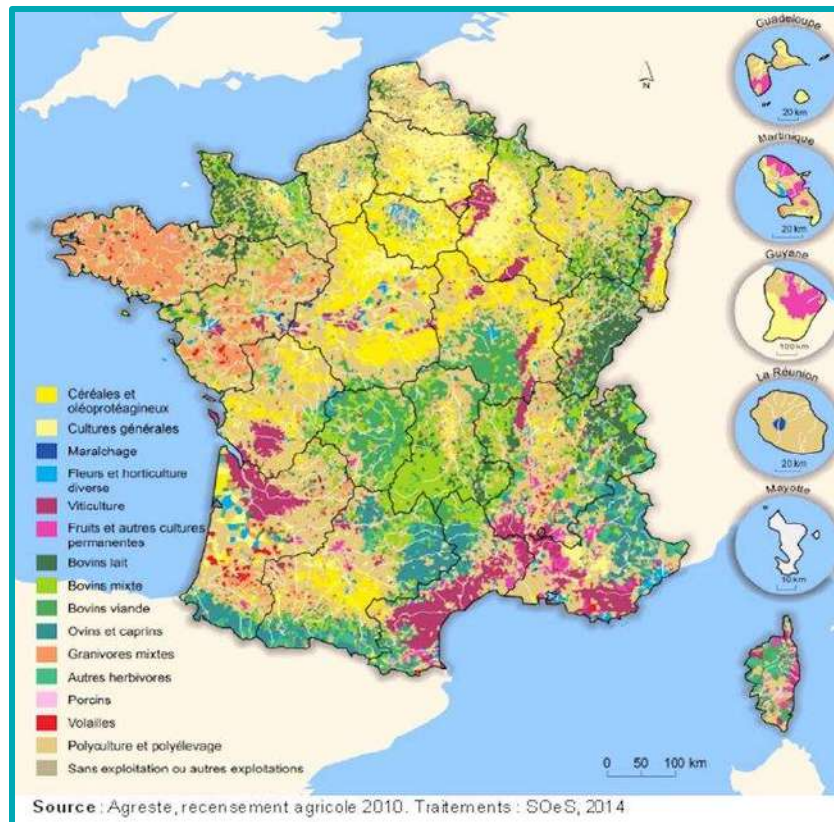 Guadeloupe
N
20 km
Martinique
20 km
Guyane
100 km
La Réunion
20 km
Mayotte
10 km
Céréales et
oléoprotéagineux
Cultures générales
Maraîchage
Fleurs et horticulture
diverse
Viticulture
Fruits et autres cultures
permanentes
Bovins lait
Bovins mixte
Bovins viande
Ovins et caprins
Granivores mixtes
Autres herbivores
Porcins
Volailles
Polyculture et polyélevage
Sans exploitation ou autres exploitations
0 50 100 km
Source : Agreste, recensement agricole 2010. Traitements : SOeS, 2014